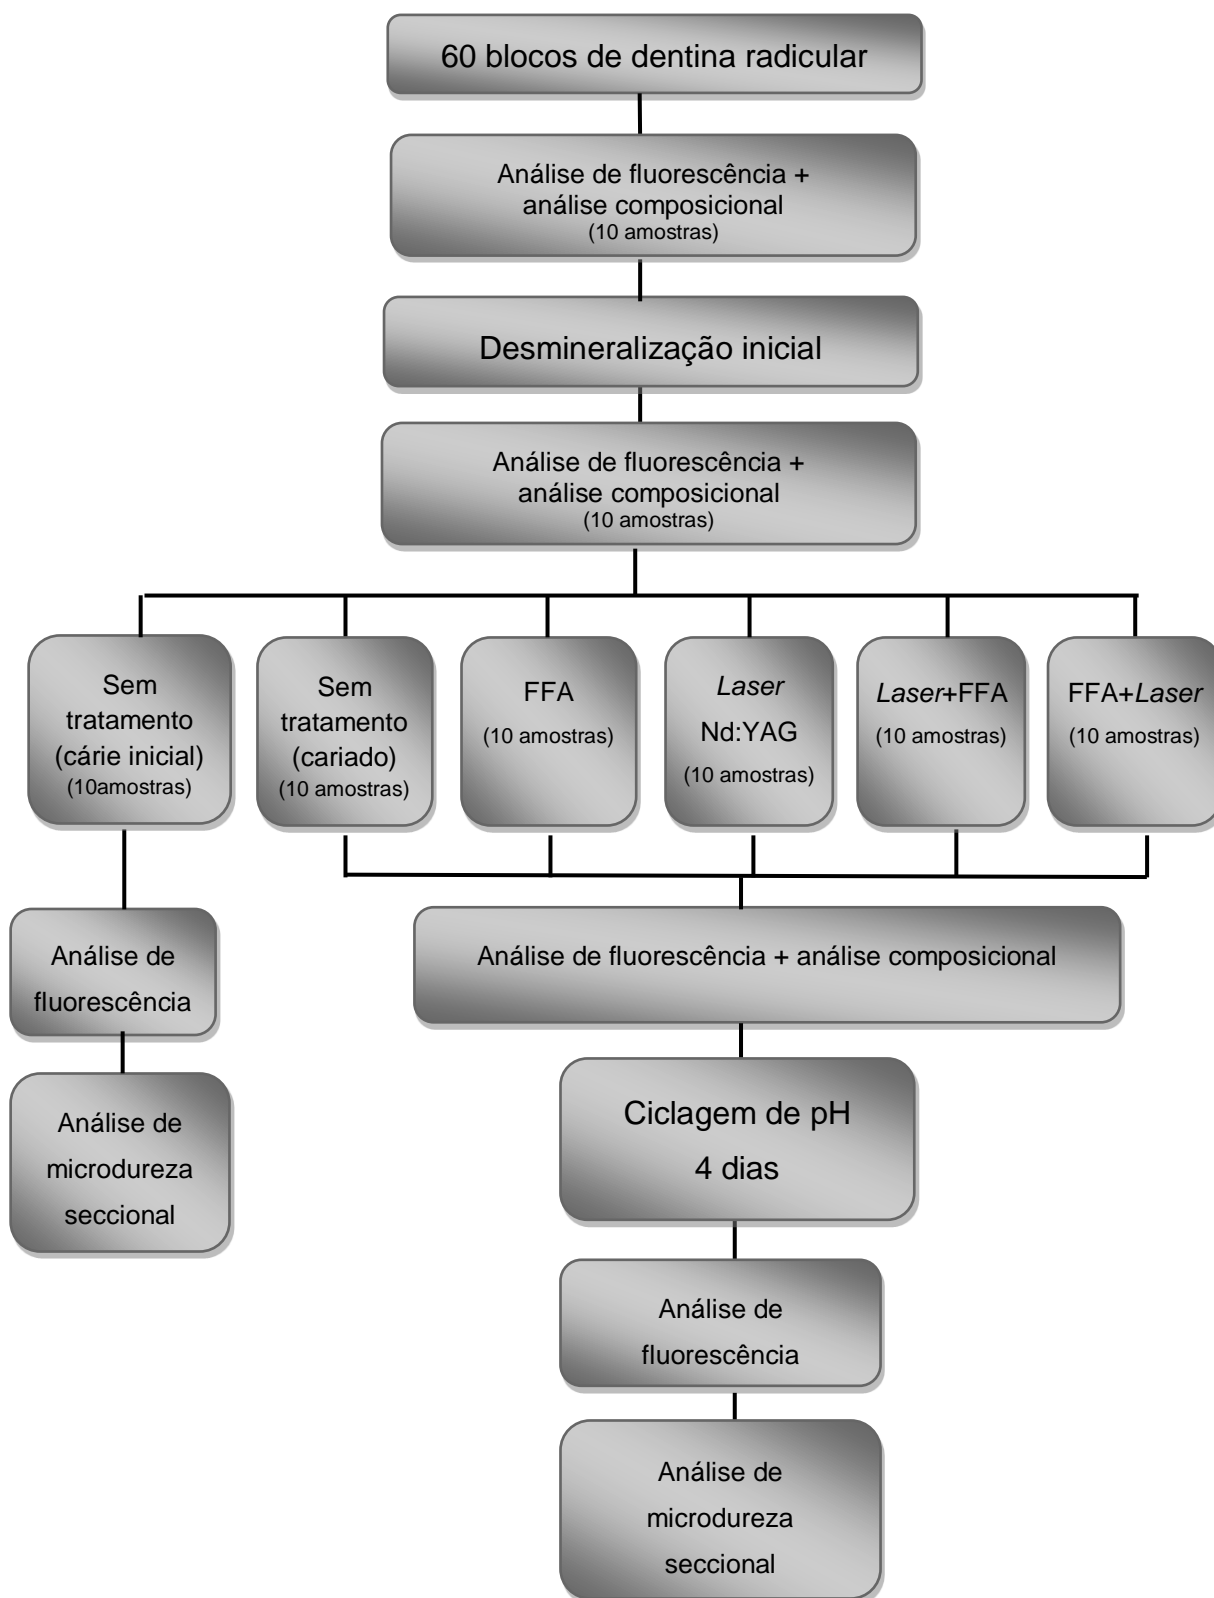 60 blocos de dentina radicular
Análise de fluorescência +
análise composicional
(10 amostras)
Desmineralização inicial
Análise de fluorescência +
análise composicional
(10 amostras)
Sem
tratamento
(cárie inicial)
(10amostras)
Sem
tratamento
(cariado)
(10 amostras)
FFA
(10 amostras)
Laser
Nd:YAG
(10 amostras)
Laser+FFA
(10 amostras)
FFA+Laser
(10 amostras)
Análise de
fluorescência
Análise de
microdureza
seccional
Análise de fluorescência + análise composicional
Ciclagem de pH
4 dias
Análise de
fluorescência
Análise de
microdureza
seccional